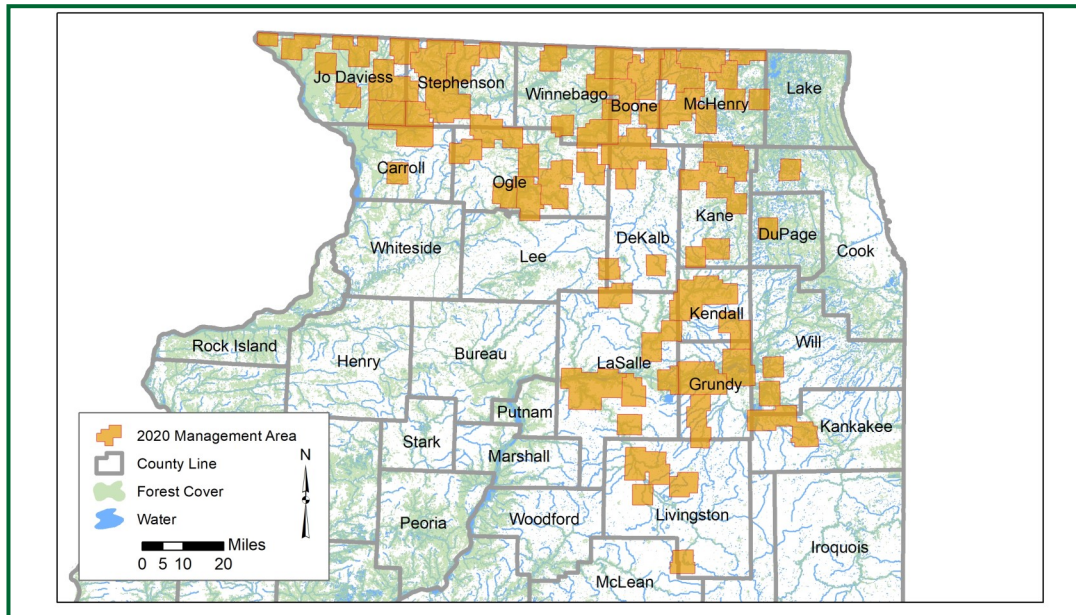 Jo Daviess
Stephenson
Winnebago
Boone
McHenry
Lake
Carroll
Ogle
Kane
DeKalb
DuPage
Cook
Whiteside
Lee
Kendall
Will
Rock Island
Henry
Bureau
LaSalle
Grundy
Putnam
Kankakee
Stark
Marshall
Peoria
Woodford
Livingston
Iroquois
McLean
2020 Management Area
County Line
Forest Cover
Water
N
Miles
0 5 10 20